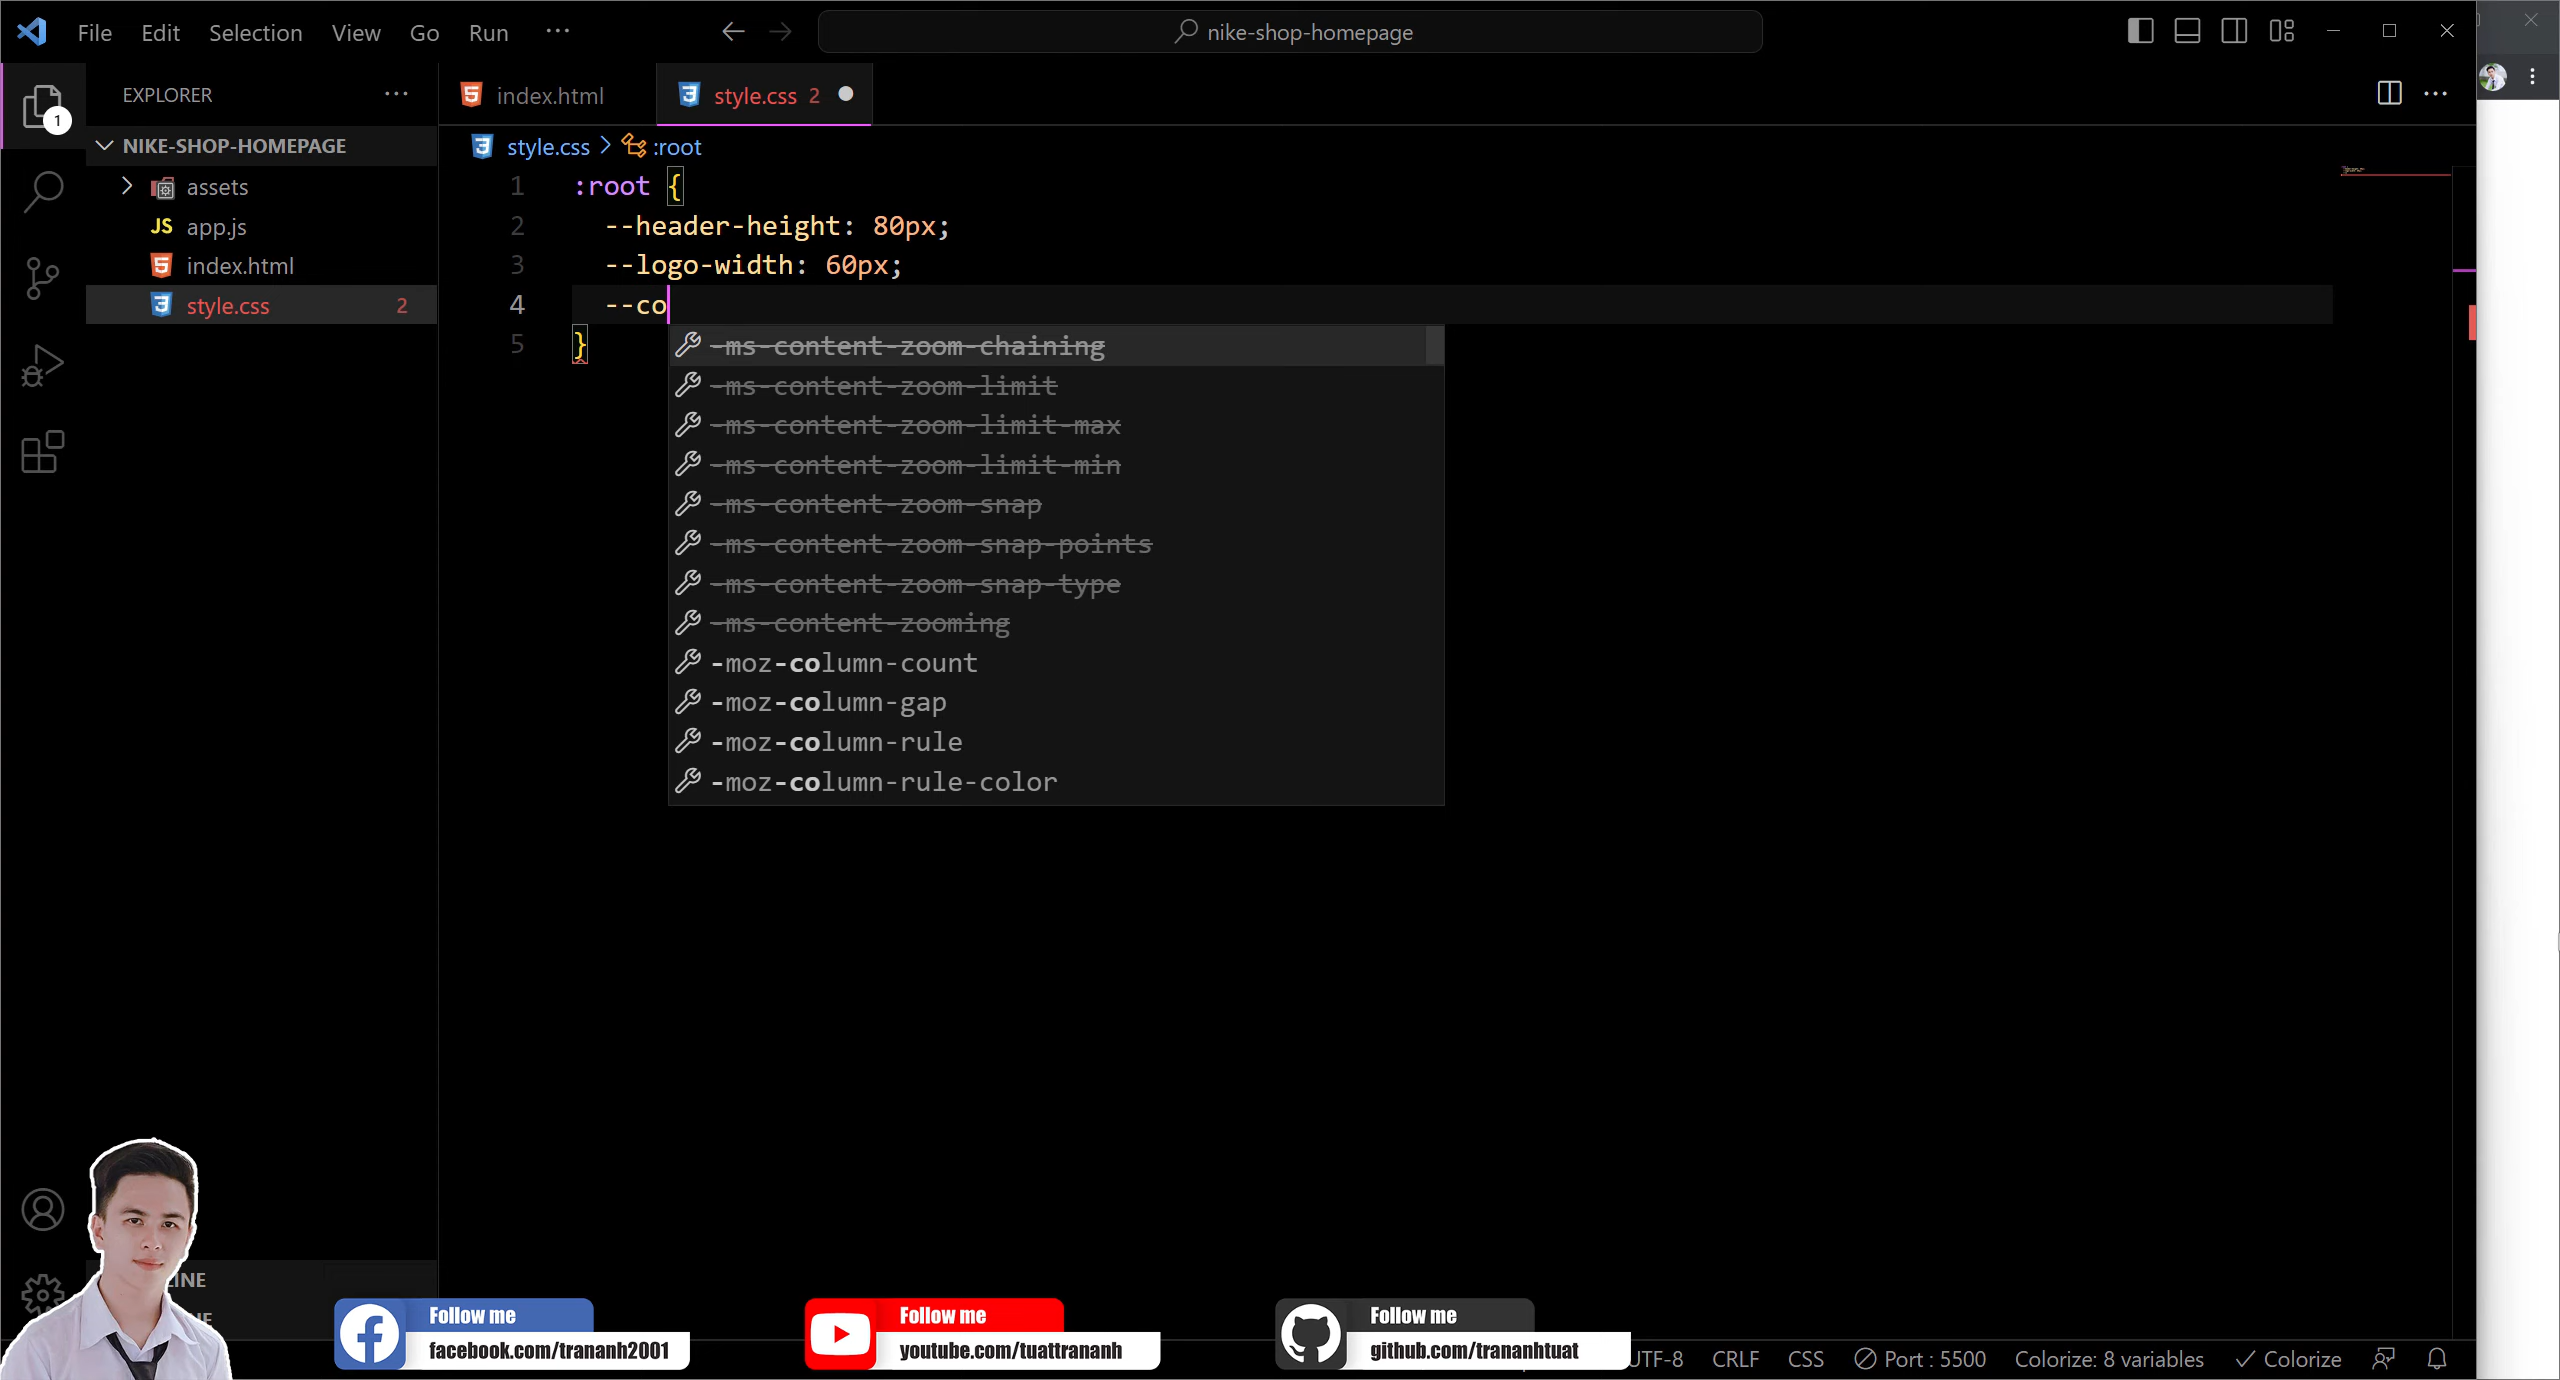 File Edit Selection View Go Run ···
nike-shop-homepage
1
EXPLORER ···
NIKE-SHOP-HOMEPAGE
assets
JS app.js
index.html
style.css 2
index.html
style.css 2
style.css > :root
1 :root {
2 --header-height: 80px;
3 --logo-width: 60px;
4 --co
5 }
-ms-content-zoom-chaining
-ms-content-zoom-limit
-ms-content-zoom-limit-max
-ms-content-zoom-limit-min
-ms-content-zoom-snap
-ms-content-zoom-snap-points
-ms-content-zoom-snap-type
-ms-content-zooming
-moz-column-count
-moz-column-gap
-moz-column-rule
-moz-column-rule-color
Follow me
facebook.com/trananh2001
Follow me
youtube.com/tuattrananh
Follow me
github.com/trananhtuat
UTF-8 CRLF CSS Port : 5500 Colorize: 8 variables Colorize